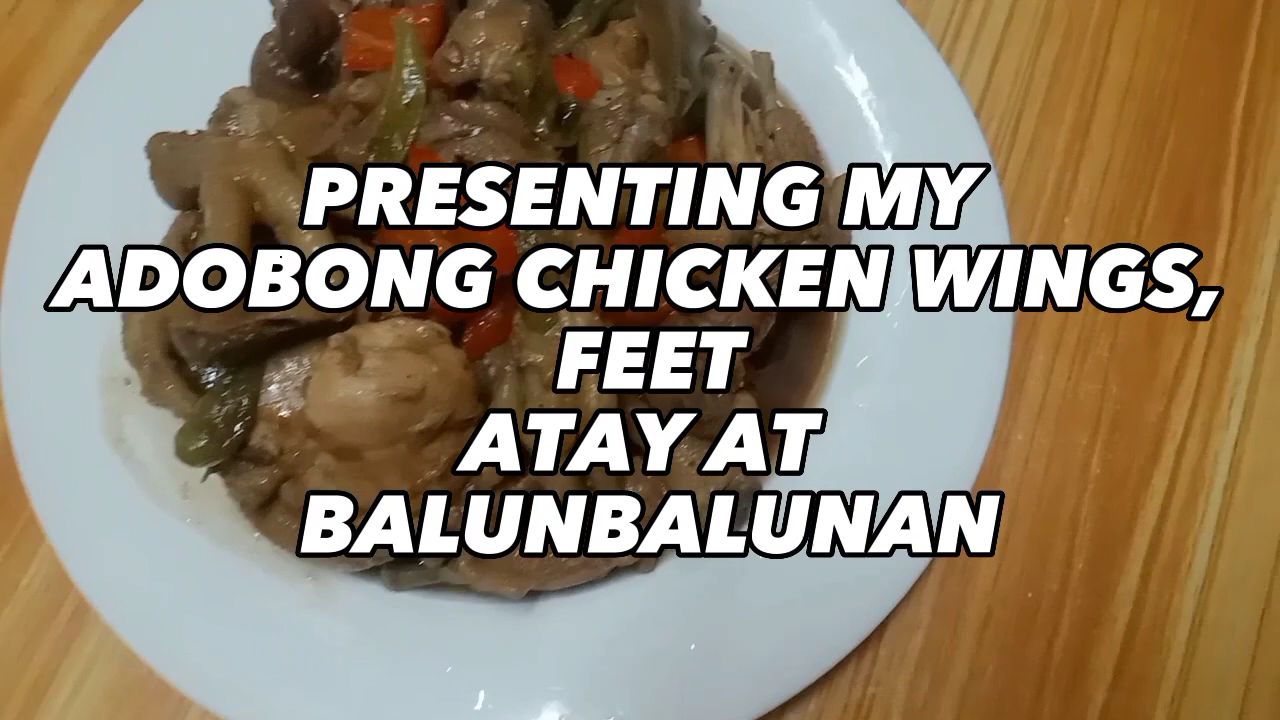 PRESENTING MY
ADOBONG CHICKEN WINGS,
FEET
ATAY AT
BALUNBALUNAN